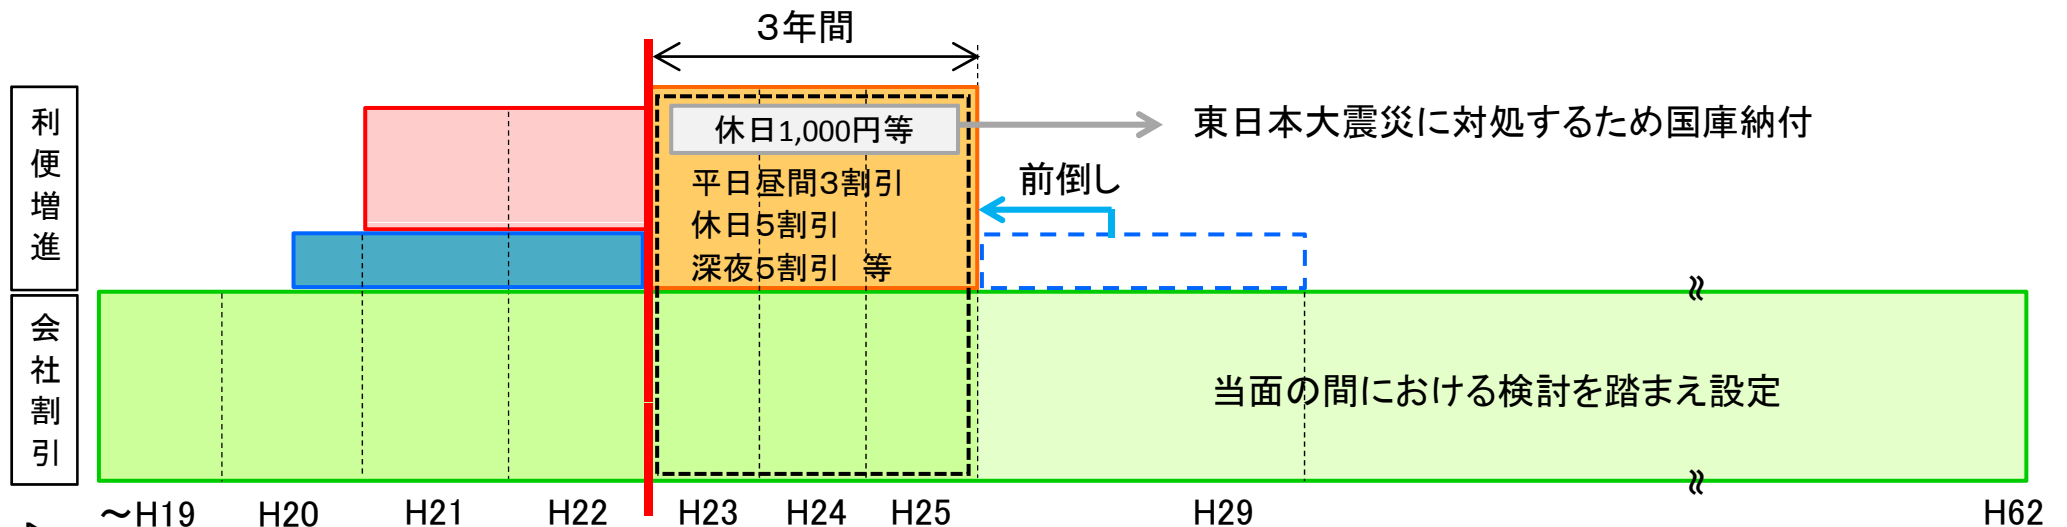 3年間
利便増進
休日1,000円等
東日本大震災に対処するため国庫納付
平日昼間3割引
前倒し
休日5割引
深夜5割引 等
会社割引
当面の間における検討を踏まえ設定
～H19 H20 H21 H22 H23 H24 H25 H29 H62